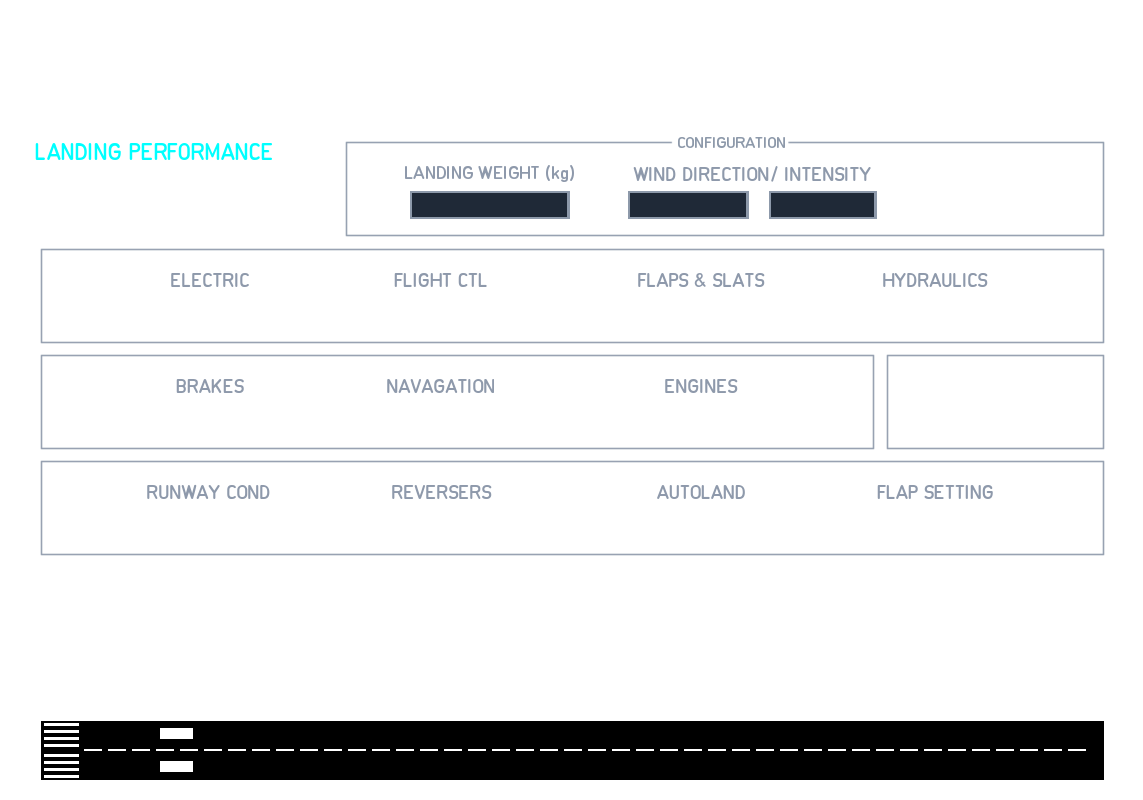 CONFIGURATION
LANDING PERFORMANCE
LANDING WEIGHT (kg) WIND DIRECTION/ INTENSITY
ELECTRIC FLIGHT CTL FLAPS & SLATS HYDRAULICS
BRAKES NAVAGATION ENGINES
RUNWAY COND REVERSERS AUTOLAND FLAP SETTING